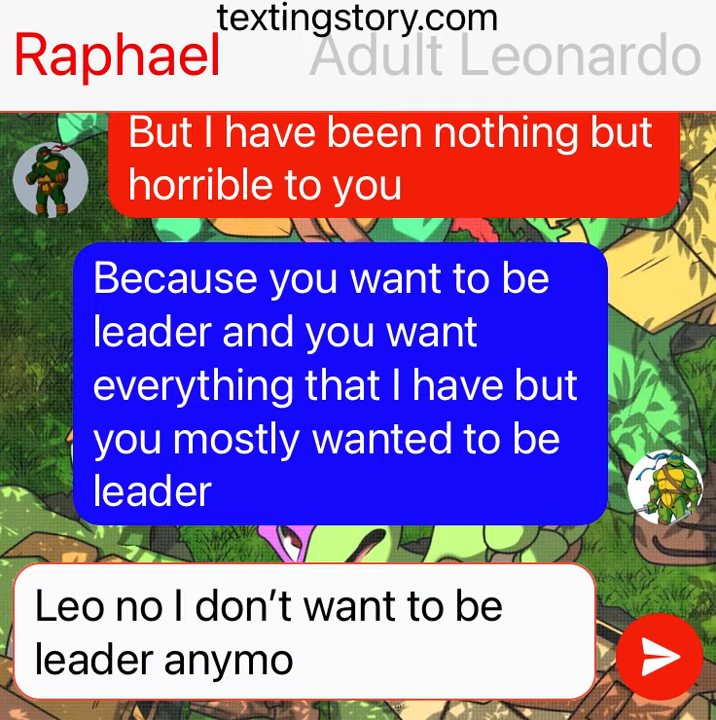 textingstory.com
Raphael Adult Leonardo
But I have been nothing but
horrible to you
Because you want to be
leader and you want
everything that I have but
you mostly wanted to be
leader
Leo no I don’t want to be
leader anymo